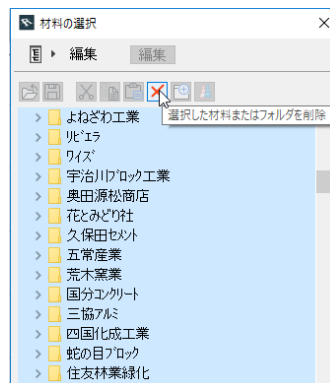 材料の選択
編集 編集
選択した材料またはフォルダを削除
よねざわ工業
リビエラ
ワイズ
宇治川ブロック工業
奥田源松商店
花とみどり社
久保田セメント
五常産業
荒木窯業
国分コンクリート
三協アルミ
四国化成工業
蛇の目ブロック
住友林業緑化